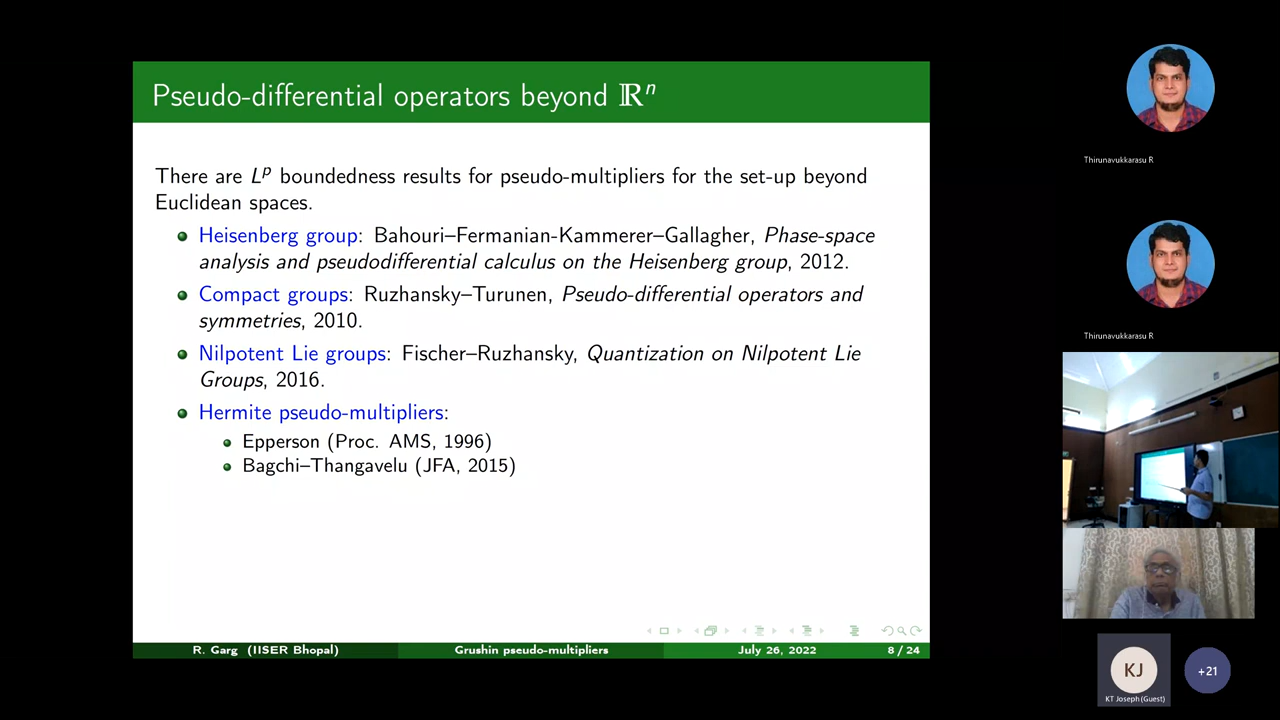 Pseudo-differential operators beyond ℝⁿ
There are Lᵖ boundedness results for pseudo-multipliers for the set-up beyond
Euclidean spaces.
Heisenberg group: Bahouri–Fermanian-Kammerer–Gallagher, Phase-space
analysis and pseudodifferential calculus on the Heisenberg group, 2012.
Compact groups: Ruzhansky–Turunen, Pseudo-differential operators and
symmetries, 2010.
Nilpotent Lie groups: Fischer–Ruzhansky, Quantization on Nilpotent Lie
Groups, 2016.
Hermite pseudo-multipliers:
Epperson (Proc. AMS, 1996)
Bagchi–Thangavelu (JFA, 2015)
R. Garg (IISER Bhopal) Grushin pseudo-multipliers July 26, 2022 8 / 24
Thirunavukkarasu R
Thirunavukkarasu R
KJ
+21
KT Joseph (Guest)